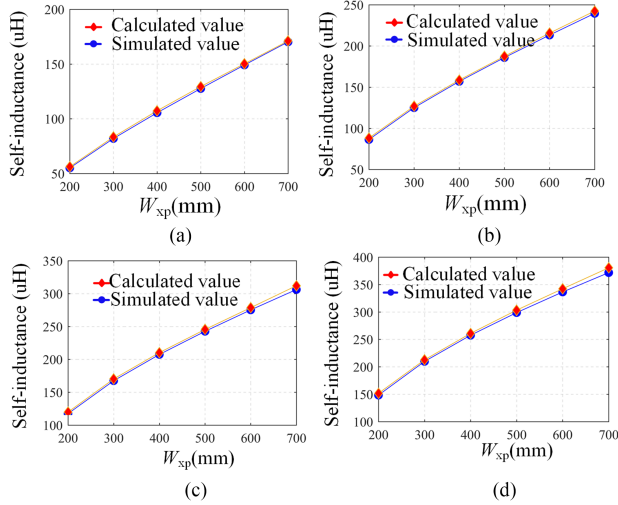 (a)
Self-inductance (uH)
200
150
100
50
Calculated value
Simulated value
200 300 400 500 600 700
Wxp(mm)
(a)
(b)
Self-inductance (uH)
250
200
150
100
50
Calculated value
Simulated value
200 300 400 500 600 700
Wxp(mm)
(b)
Self-inductance (uH)
350
300
250
200
150
100
Calculated value
Simulated value
200 300 400 500 600 700
Wxp(mm)
(c)
Self-inductance (uH)
400
350
300
250
200
150
100
Calculated value
Simulated value
200 300 400 500 600 700
Wxp(mm)
(d)